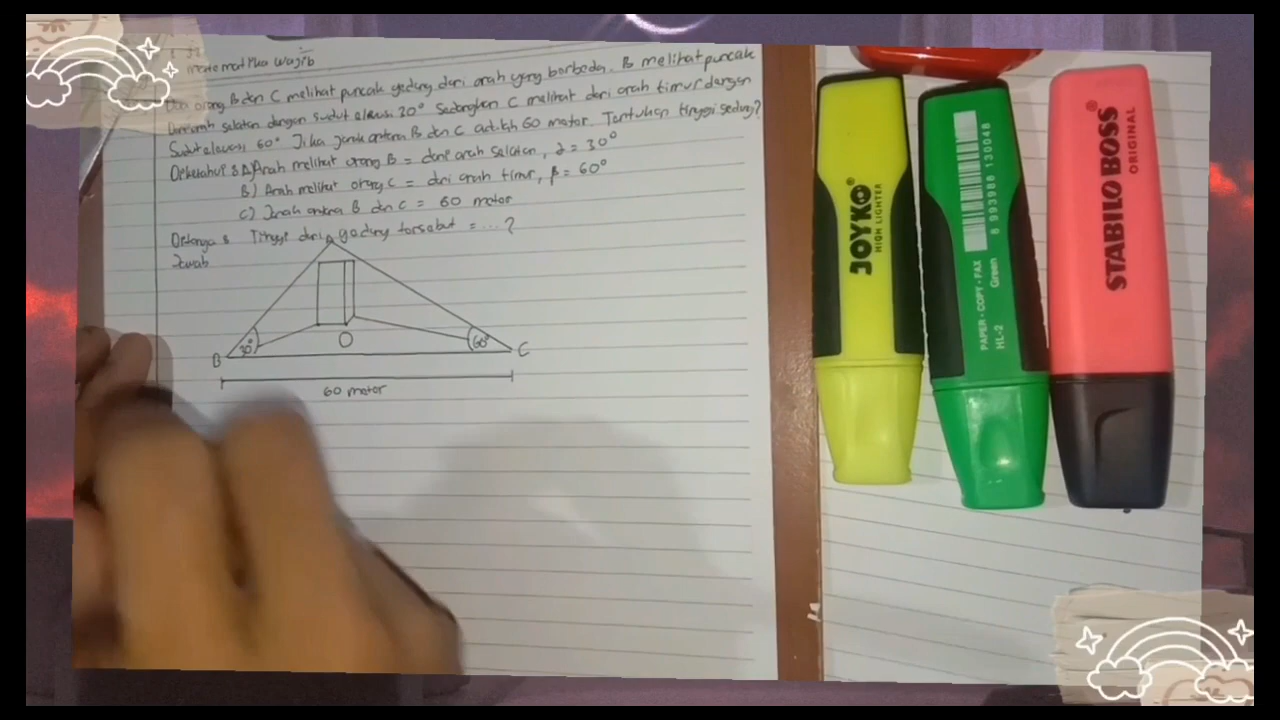 matematika wajib
Dua orang B dan C melihat puncak gedung dari arah yang berbeda. B melihat puncak
Dari arah selatan dengan sudut elevasi 30° Sedangkan C melihat dari arah timur dengan
Sudut elevasi 60° Jika jarak antara B dan C adalah 60 meter. Tentukan tinggi gedung?
Diketahui : A) Arah melihat orang B = dari arah selatan, α = 30°
B) Arah melihat orang C = dari arah timur, β = 60°
C) Jarak antara B dan C = 60 meter
Ditanya : Tinggi dari gedung tersebut = ...?
Jawab
A
B 30° O 60° C
60 meter
JOYKO®
HIGH LIGHTER
8 993988 130048
PAPER·COPY·FAX
HL-2 Green
STABILO BOSS®
ORIGINAL